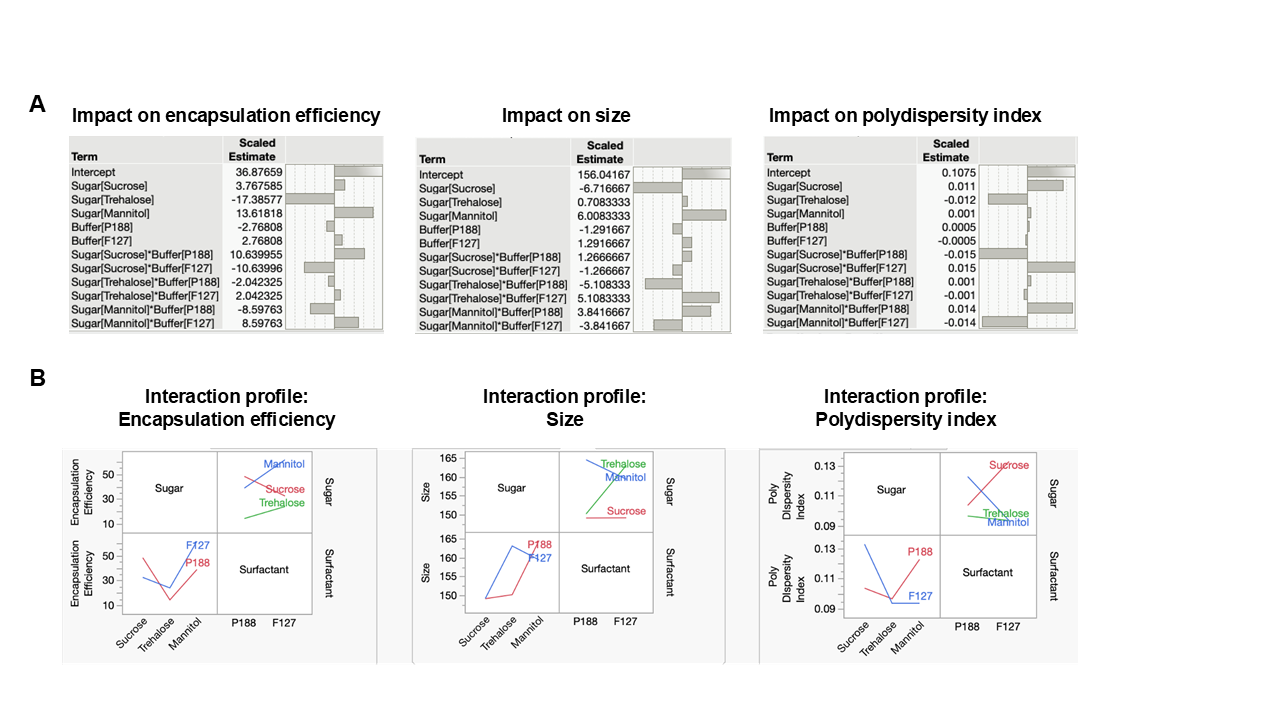 A
Impact on encapsulation efficiency
Term Scaled Estimate
Intercept 36.87659
Sugar[Sucrose] 3.767585
Sugar[Trehalose] -17.38577
Sugar[Mannitol] 13.61818
Buffer[P188] -2.76808
Buffer[F127] 2.76808
Sugar[Sucrose]*Buffer[P188] 10.639955
Sugar[Sucrose]*Buffer[F127] -10.63996
Sugar[Trehalose]*Buffer[P188] -2.042325
Sugar[Trehalose]*Buffer[F127] 2.042325
Sugar[Mannitol]*Buffer[P188] -8.59763
Sugar[Mannitol]*Buffer[F127] 8.59763
Impact on size
Term Scaled Estimate
Intercept 156.04167
Sugar[Sucrose] -6.716667
Sugar[Trehalose] 0.7083333
Sugar[Mannitol] 6.0083333
Buffer[P188] -1.291667
Buffer[F127] 1.2916667
Sugar[Sucrose]*Buffer[P188] 1.2666667
Sugar[Sucrose]*Buffer[F127] -1.266667
Sugar[Trehalose]*Buffer[P188] -5.108333
Sugar[Trehalose]*Buffer[F127] 5.1083333
Sugar[Mannitol]*Buffer[P188] 3.8416667
Sugar[Mannitol]*Buffer[F127] -3.841667
Impact on polydispersity index
Term Scaled Estimate
Intercept 0.1075
Sugar[Sucrose] 0.011
Sugar[Trehalose] -0.012
Sugar[Mannitol] 0.001
Buffer[P188] 0.0005
Buffer[F127] -0.0005
Sugar[Sucrose]*Buffer[P188] -0.015
Sugar[Sucrose]*Buffer[F127] 0.015
Sugar[Trehalose]*Buffer[P188] 0.001
Sugar[Trehalose]*Buffer[F127] -0.001
Sugar[Mannitol]*Buffer[P188] 0.014
Sugar[Mannitol]*Buffer[F127] -0.014
B
Interaction profile:
Encapsulation efficiency
Encapsulation
Efficiency
50
30
10
Sugar
Mannitol
Sucrose
Trehalose
Sugar
Encapsulation
Efficiency
50
30
10
F127
P188
Surfactant
Surfactant
Sucrose
Trehalose
Mannitol
P188 F127
Interaction profile:
Size
Size
165
160
155
150
Sugar
Trehalose
Mannitol
Sucrose
Sugar
Size
165
160
155
150
P188
F127
Surfactant
Surfactant
Sucrose
Trehalose
Mannitol
P188 F127
Interaction profile:
Polydispersity index
Poly
Dispersity
Index
0.13
0.11
0.09
Sugar
Sucrose
Trehalose
Mannitol
Sugar
Poly
Dispersity
Index
0.13
0.11
0.09
P188
F127
Surfactant
Surfactant
Sucrose
Trehalose
Mannitol
P188 F127